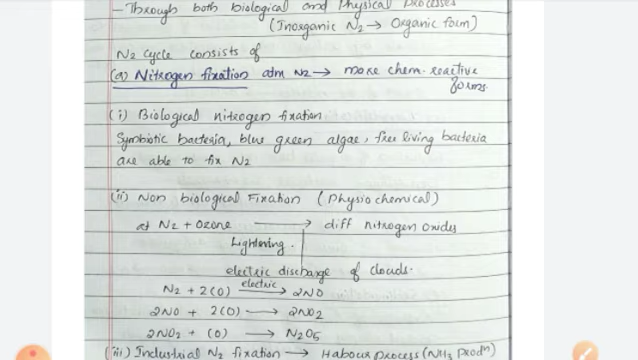 - Through both biological and Physical Processes
(Inorganic N2 → Organic form)
N2 cycle consists of
(a) Nitrogen fixation atm N2 → more chem. reactive
forms.
(i) Biological nitrogen fixation
Symbiotic bacteria, blue green algae, free living bacteria
are able to fix N2
(ii) Non biological Fixation (Physio chemical)
at N2 + Ozone → diff nitrogen oxides
Lightening.
electric discharge of clouds.
N2 + 2(O) electric → 2NO
2NO + 2(O) → 2NO2
2NO2 + (O) → N2O5
(iii) Industrial N2 fixation → Habour process (NH3 Prodn)